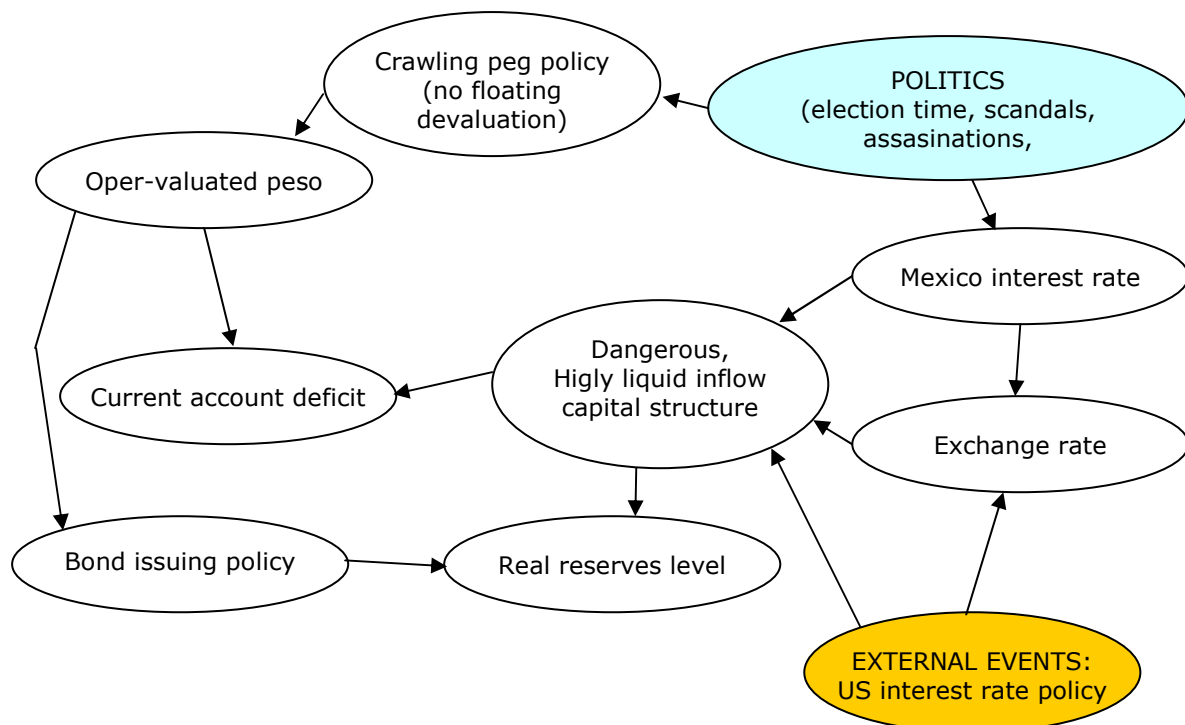 Crawling peg policy
(no floating
devaluation)
POLITICS
(election time, scandals,
assasinations,
Oper-valuated peso
Mexico interest rate
Dangerous,
Higly liquid inflow
capital structure
Current account deficit
Exchange rate
Bond issuing policy
Real reserves level
EXTERNAL EVENTS:
US interest rate policy